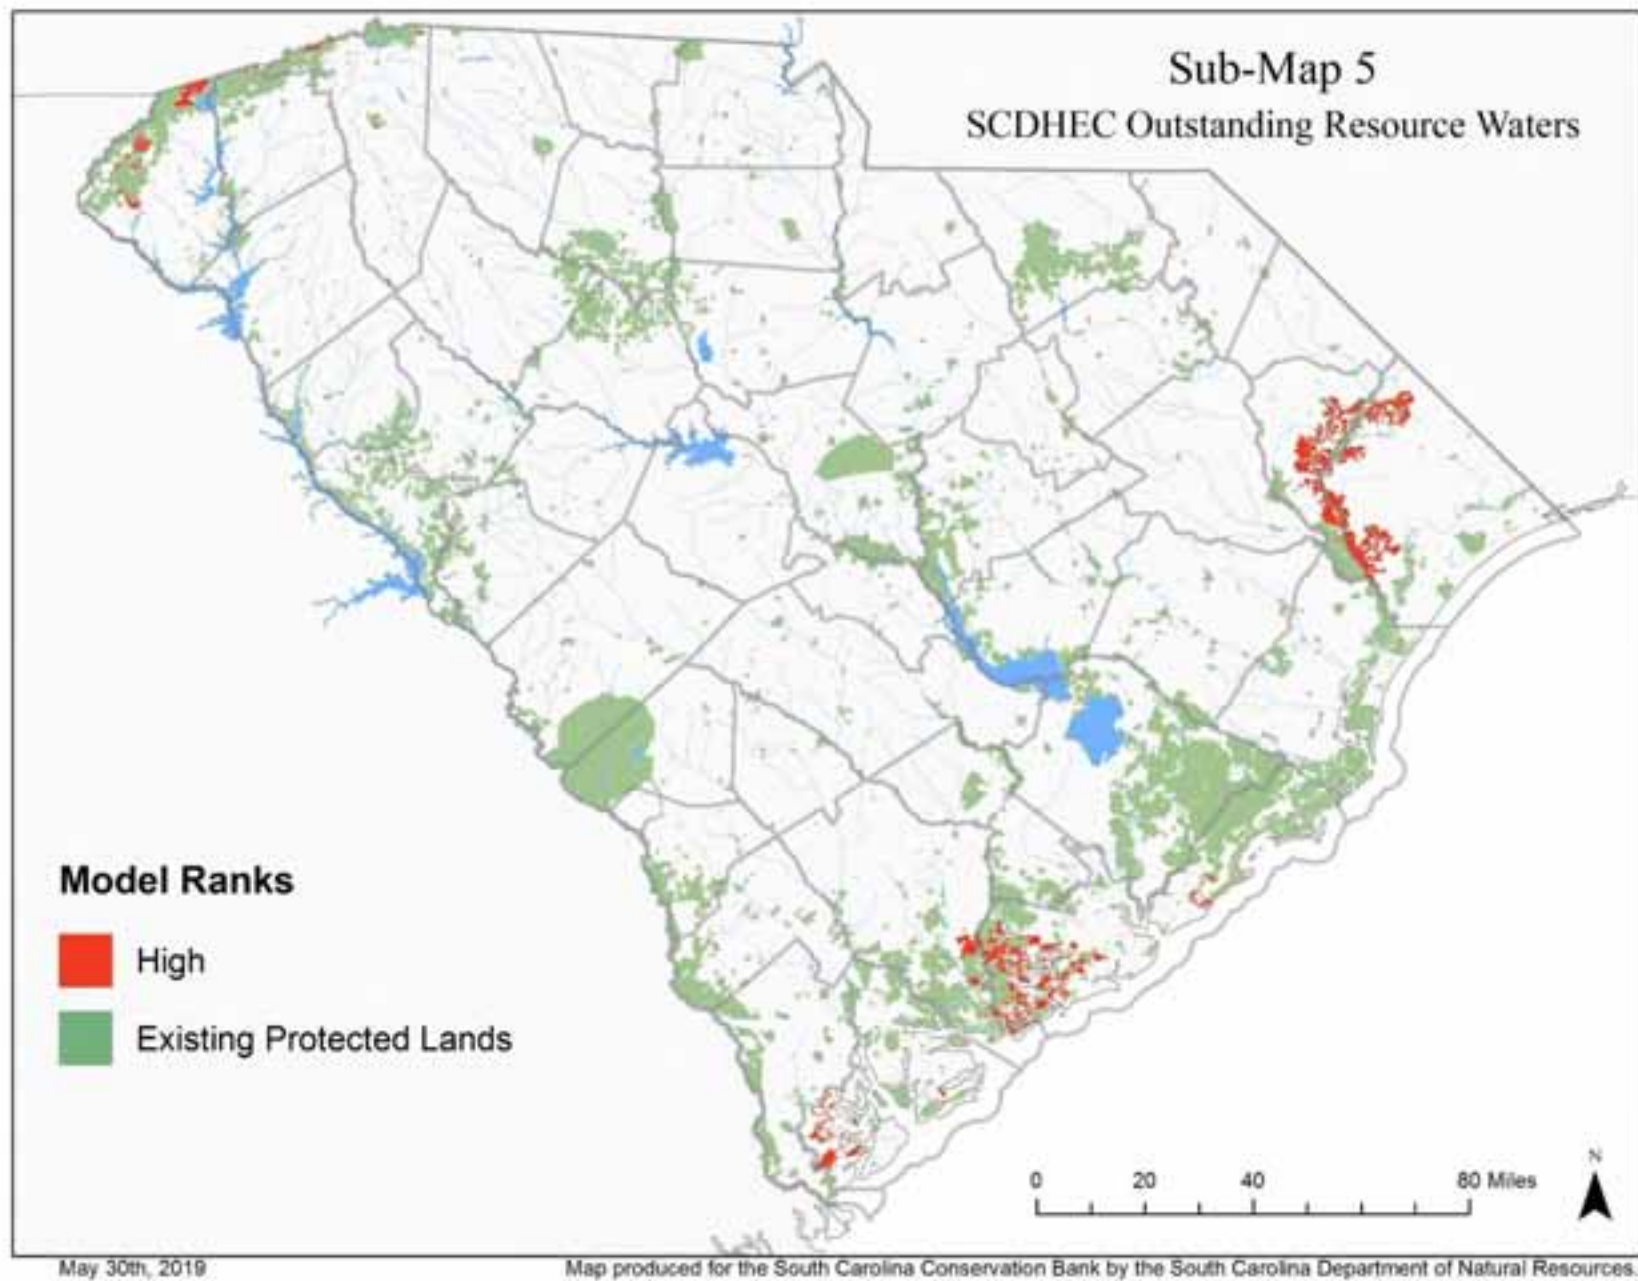 Sub-Map 5
SCDHEC Outstanding Resource Waters
Model Ranks
High
Existing Protected Lands
0 20 40 80 Miles
N
May 30th, 2019
Map produced for the South Carolina Conservation Bank by the South Carolina Department of Natural Resources.